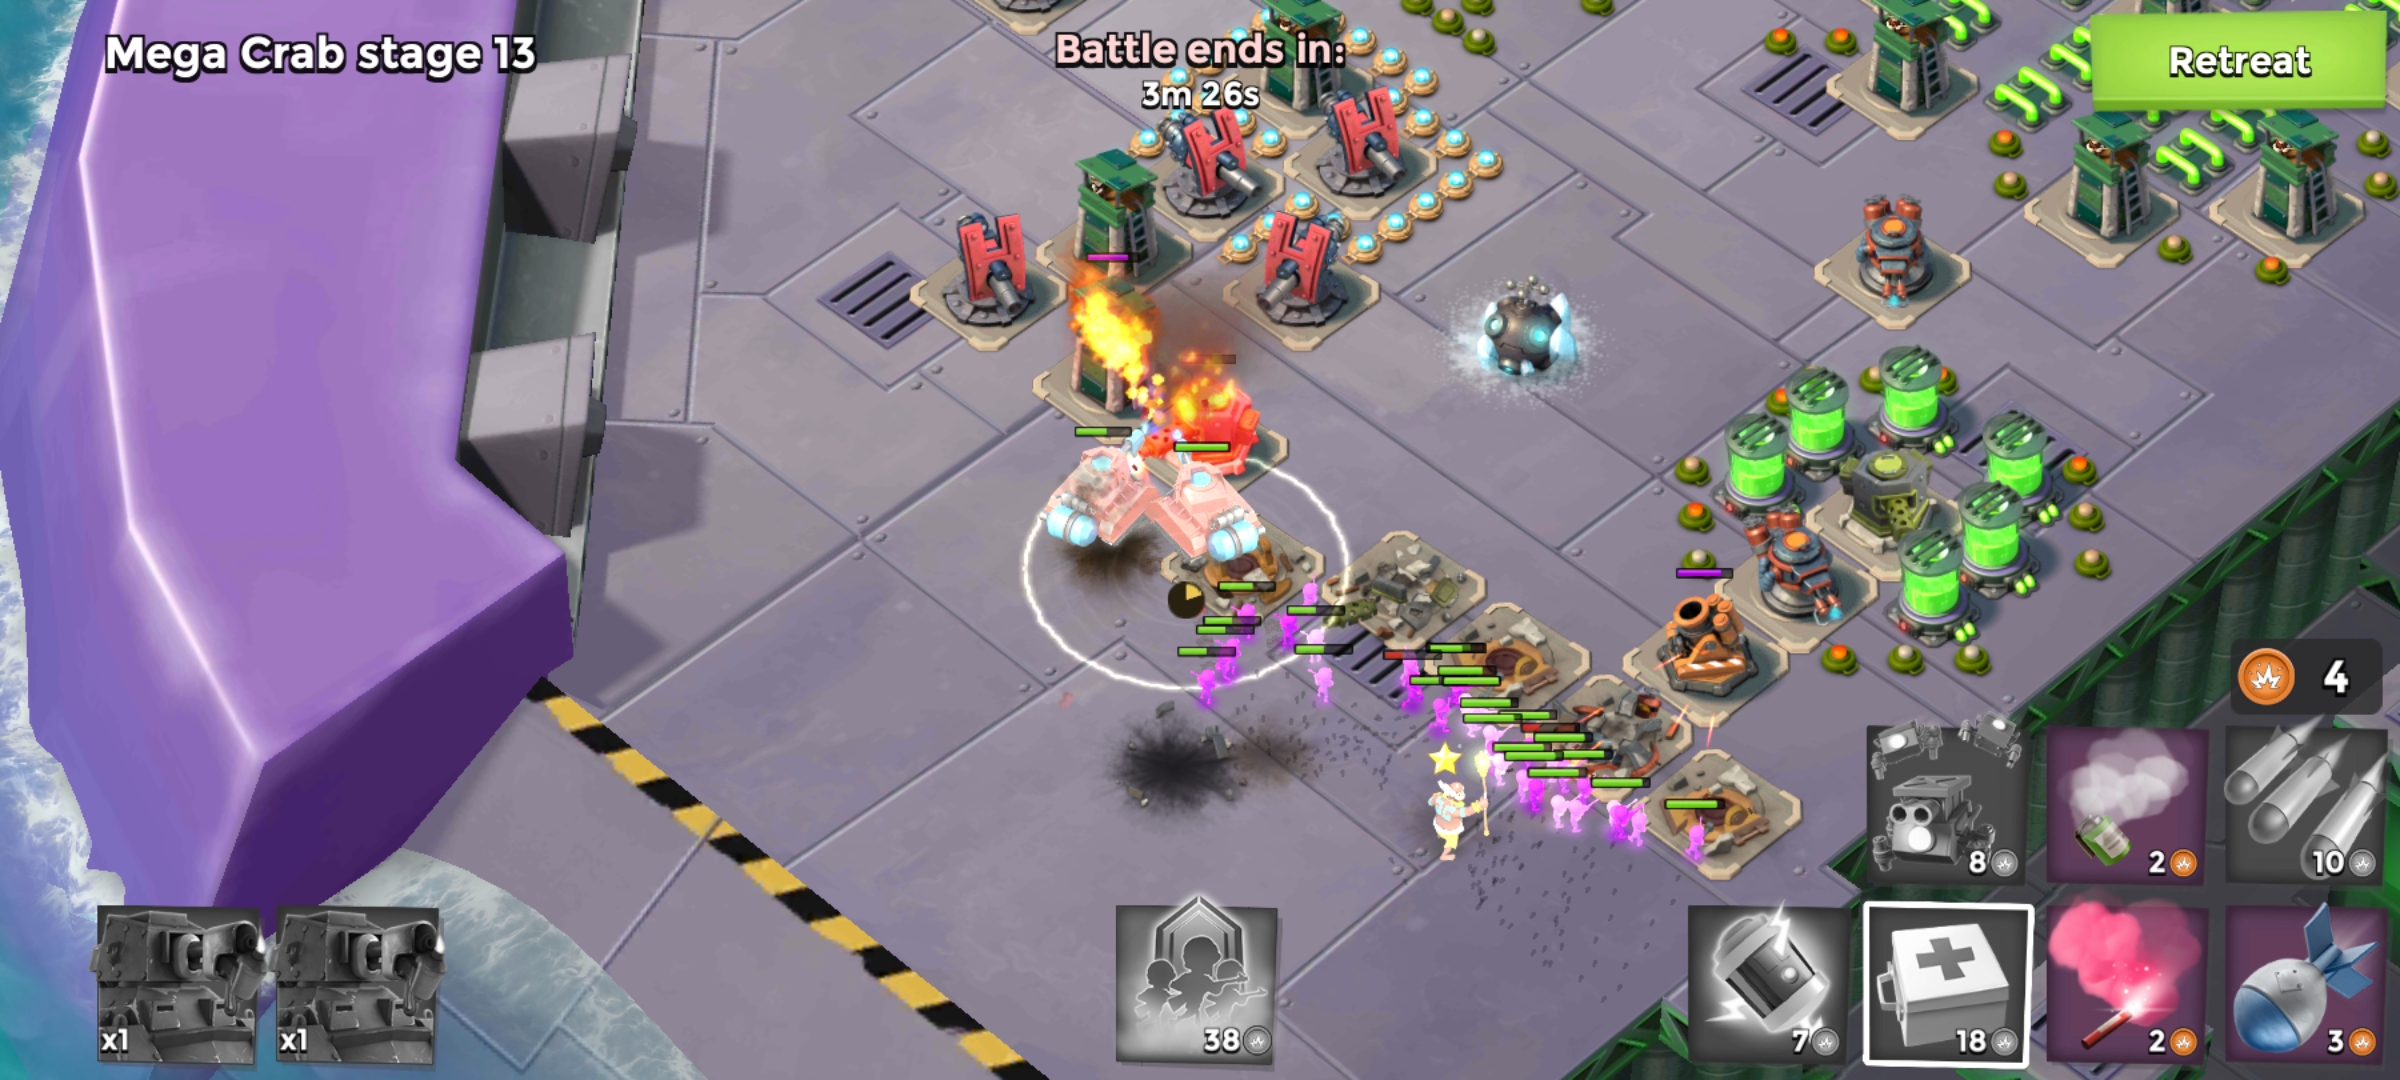 Mega Crab stage 13
Battle ends in:
3m 26s
Retreat
4
8
2
10
x1
x1
38
7
18
2
3